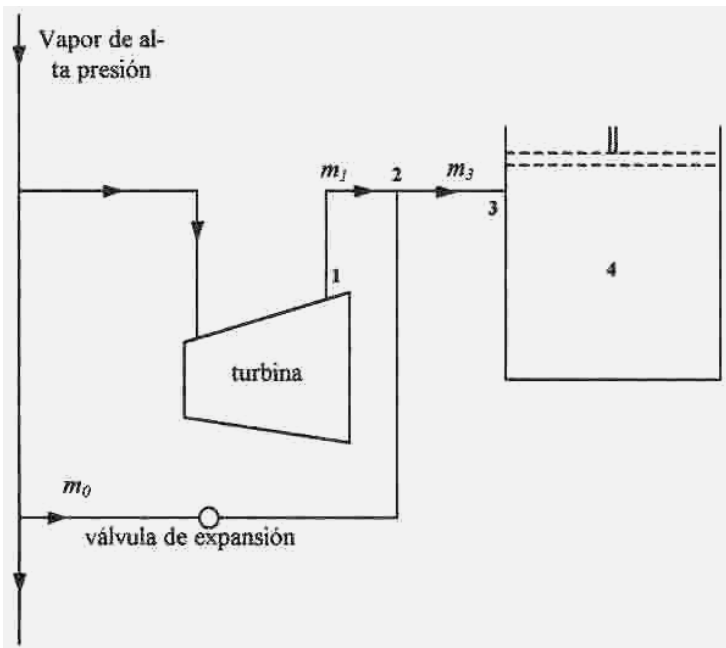 Vapor de al-
ta presión
m₁
2
m₃
3
1
4
turbina
m₀
válvula de expansión